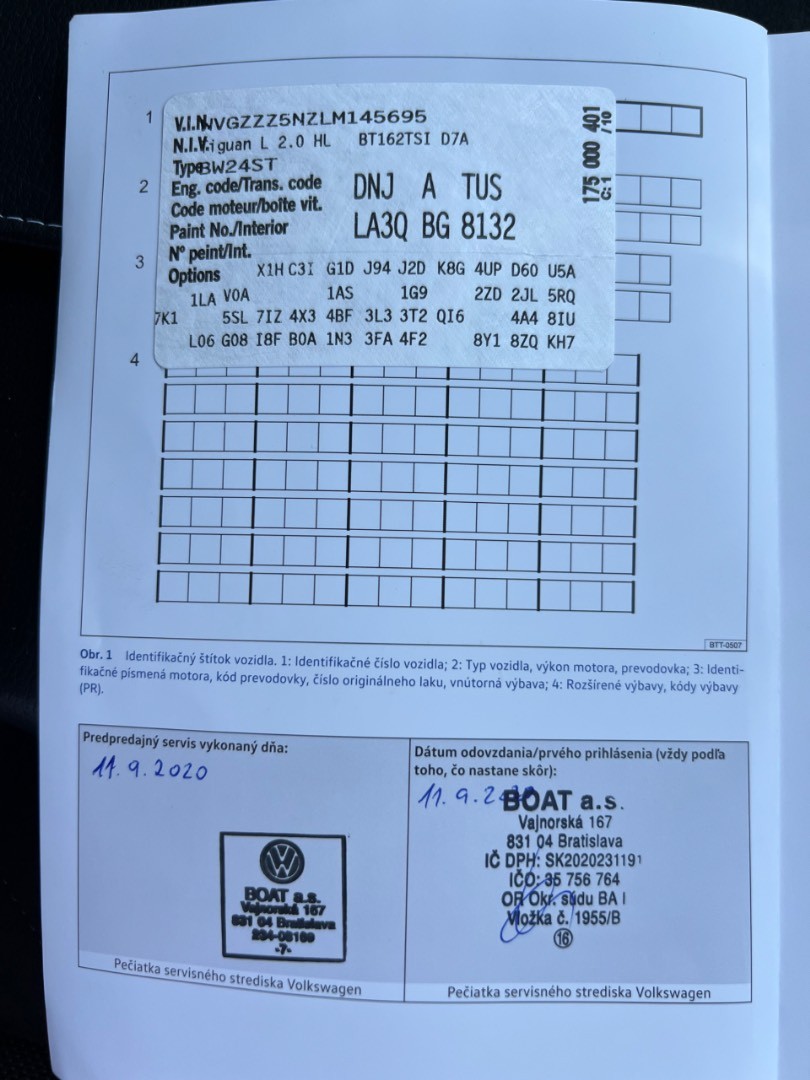 1
V.I.N. WVGZZZ5NZLM145695
N.I.V. Tiguan L 2.0 HL BT162TSI D7A
Type BW24ST
175 000 401
G:1 /10
2
Eng. code/Trans. code DNJ A TUS
Code moteur/boîte vit.
Paint No./Interior LA3Q BG 8132
N° peint/Int.
3
Options X1H C3I G1D J94 J2D K8G 4UP D60 U5A
1LA V0A 1AS 1G9 2ZD 2JL 5RQ
7K1 5SL 7IZ 4X3 4BF 3L3 3T2 QI6 4A4 8IU
L06 G08 I8F B0A 1N3 3FA 4F2 8Y1 8ZQ KH7
4
BTT-0507
Obr. 1 Identifikačný štítok vozidla. 1: Identifikačné číslo vozidla; 2: Typ vozidla, výkon motora, prevodovka; 3: Identi-
fikačné písmená motora, kód prevodovky, číslo originálneho laku, vnútorná výbava; 4: Rozšírené výbavy, kódy výbavy
(PR).
Predpredajný servis vykonaný dňa:
11.9.2020
BOAT a.s.
Vajnorská 167
831 04 Bratislava
-7-
Pečiatka servisného strediska Volkswagen
Dátum odovzdania/prvého prihlásenia (vždy podľa
toho, čo nastane skôr):
11.9.2020
BOAT a.s.
Vajnorská 167
831 04 Bratislava
IČ DPH: SK2020231191
IČO: 35 756 764
OR Okr. súdu BA I
Vložka č. 1955/B
16
Pečiatka servisného strediska Volkswagen